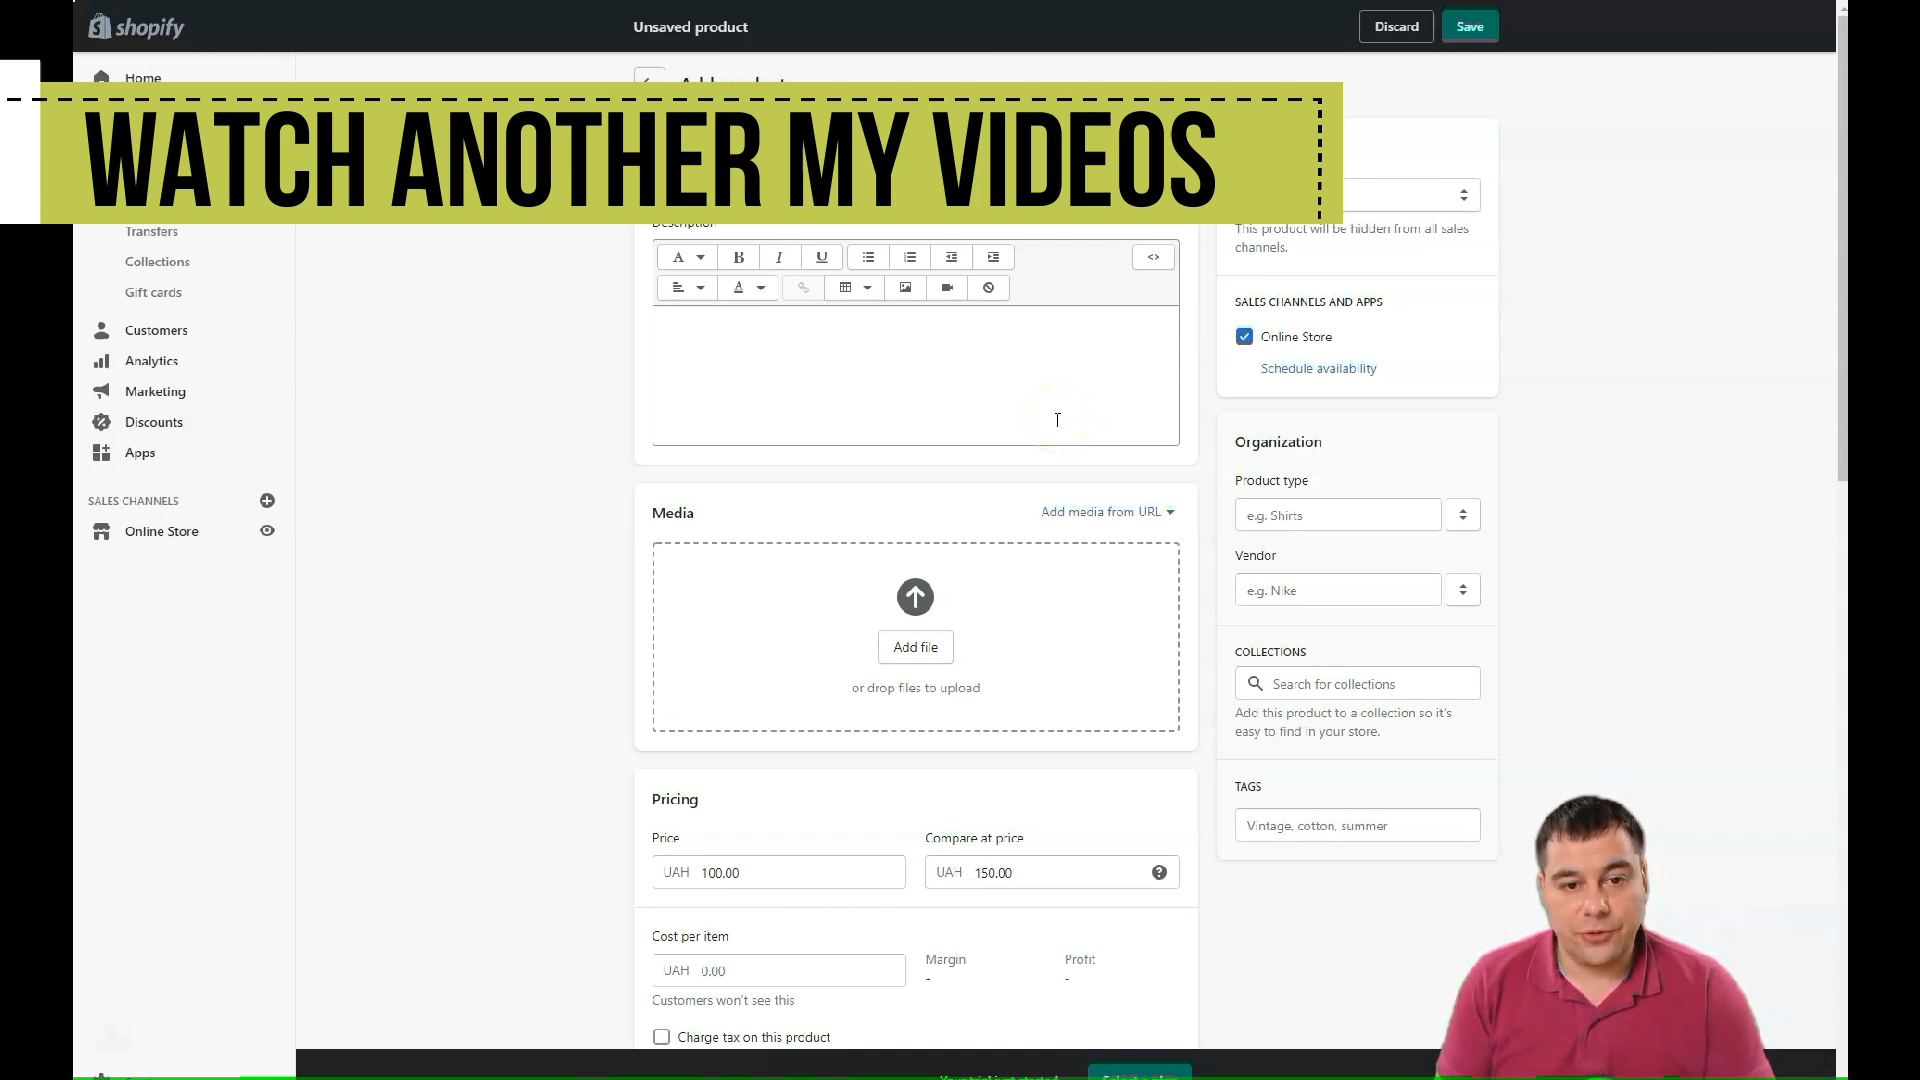 shopify
Unsaved product
Discard
Save
Home
WATCH ANOTHER MY VIDEOS
Transfers
Collections
Gift cards
Customers
Analytics
Marketing
Discounts
Apps
SALES CHANNELS
Online Store
Description
A
B
I
U
<>
A
Media
Add media from URL
Add file
or drop files to upload
Pricing
Price
Compare at price
UAH 100.00
UAH 150.00
Cost per item
UAH 0.00
Margin
-
Profit
-
Customers won't see this
Charge tax on this product
This product will be hidden from all sales
channels.
SALES CHANNELS AND APPS
Online Store
Schedule availability
Organization
Product type
e.g. Shirts
Vendor
e.g. Nike
COLLECTIONS
Search for collections
Add this product to a collection so it's
easy to find in your store.
TAGS
Vintage, cotton, summer